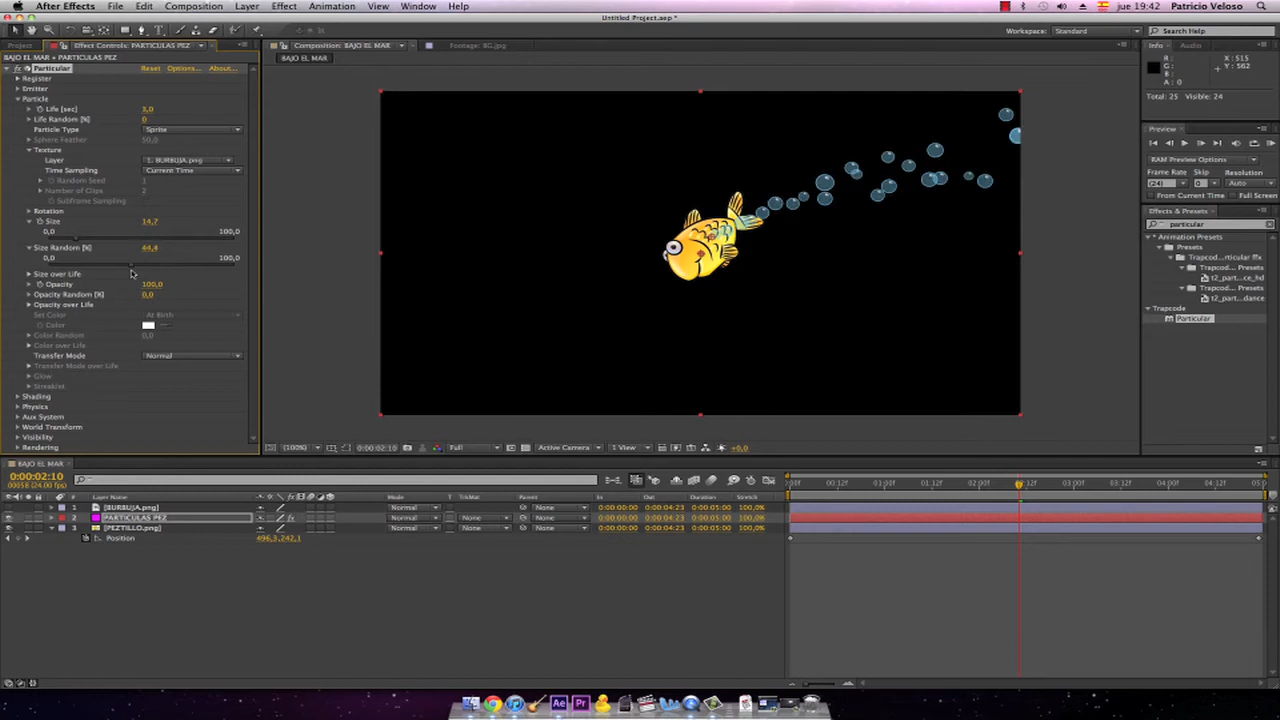 After Effects File Edit Composition Layer Effect Animation View Window Help jue 19:42 Patricio Veloso
Untitled Project.aep *
Workspace: Standard Search Help
Project Effect Controls: PARTICULAS PEZ Composition: BAJO EL MAR Footage: BG.jpg Info Audio
BAJO EL MAR • PARTICULAS PEZ BAJO EL MAR
Particular Reset Options... About...
Register
Emitter
Particle
Life [sec] 3,0
Life Random [%] 0
Particle Type Sprite
Sphere Feather 50,0
Texture
Layer 1. BURBUJA.png
Time Sampling Current Time
Random Seed 1
Number of Clips 2
Subframe Sampling
Rotation
Size 14,7
0,0 100,0
Size Random [%] 44,4
0,0 100,0
Size over Life
Opacity 100,0
Opacity Random [%] 0,0
Opacity over Life
Set Color At Birth
Color
Color Random 0,0
Color over Life
Transfer Mode Normal
Transfer Mode over Life
Glow
Streaklet
Shading
Physics
Aux System
World Transform
Visibility
Rendering
R :
G :
B :
A : 0
X : 515
Y : 562
Total: 25 Visible: 24
Preview
RAM Preview Options
Frame Rate Skip Resolution
(24) 0 Auto
From Current Time Full Screen
Effects & Presets
particular
* Animation Presets
Presets
Trapcod...rticular ffx
Trapcod... Presets
t2_part...ce_hd
Trapcod... Presets
t2_part...dance
Trapcode
Particular
(100%) 0:00:02:10 Full Active Camera 1 View +0,0
BAJO EL MAR
0:00:02:10
00058 (24.00 fps)
# Layer Name Mode T TrkMat Parent In Out Duration Stretch
:00f 00:12f 01:00f 01:12f 02:00f 02:12f 03:00f 03:12f 04:00f 04:12f 05:0
1 [BURBUJA.png] Normal None 0:00:00:00 0:00:04:23 0:00:05:00 100,0%
2 PARTICULAS PEZ Normal None None 0:00:00:00 0:00:04:23 0:00:05:00 100,0%
3 [PEZTILLO.png] Normal None None 0:00:00:00 0:00:04:23 0:00:05:00 100,0%
Position 496,3,242,1